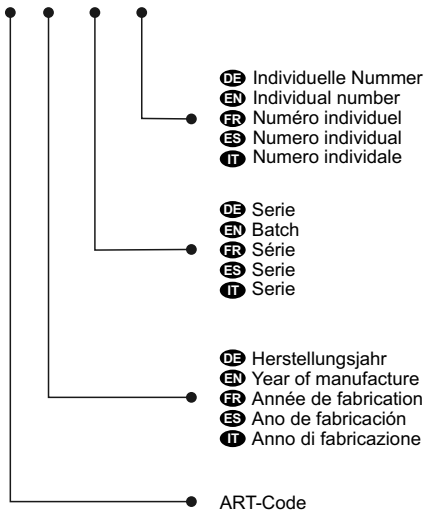 DE Individuelle Nummer
EN Individual number
FR Numéro individuel
ES Numero individual
IT Numero individale
DE Serie
EN Batch
FR Série
ES Serie
IT Serie
DE Herstellungsjahr
EN Year of manufacture
FR Année de fabrication
ES Ano de fabricación
IT Anno di fabricazione
ART-Code